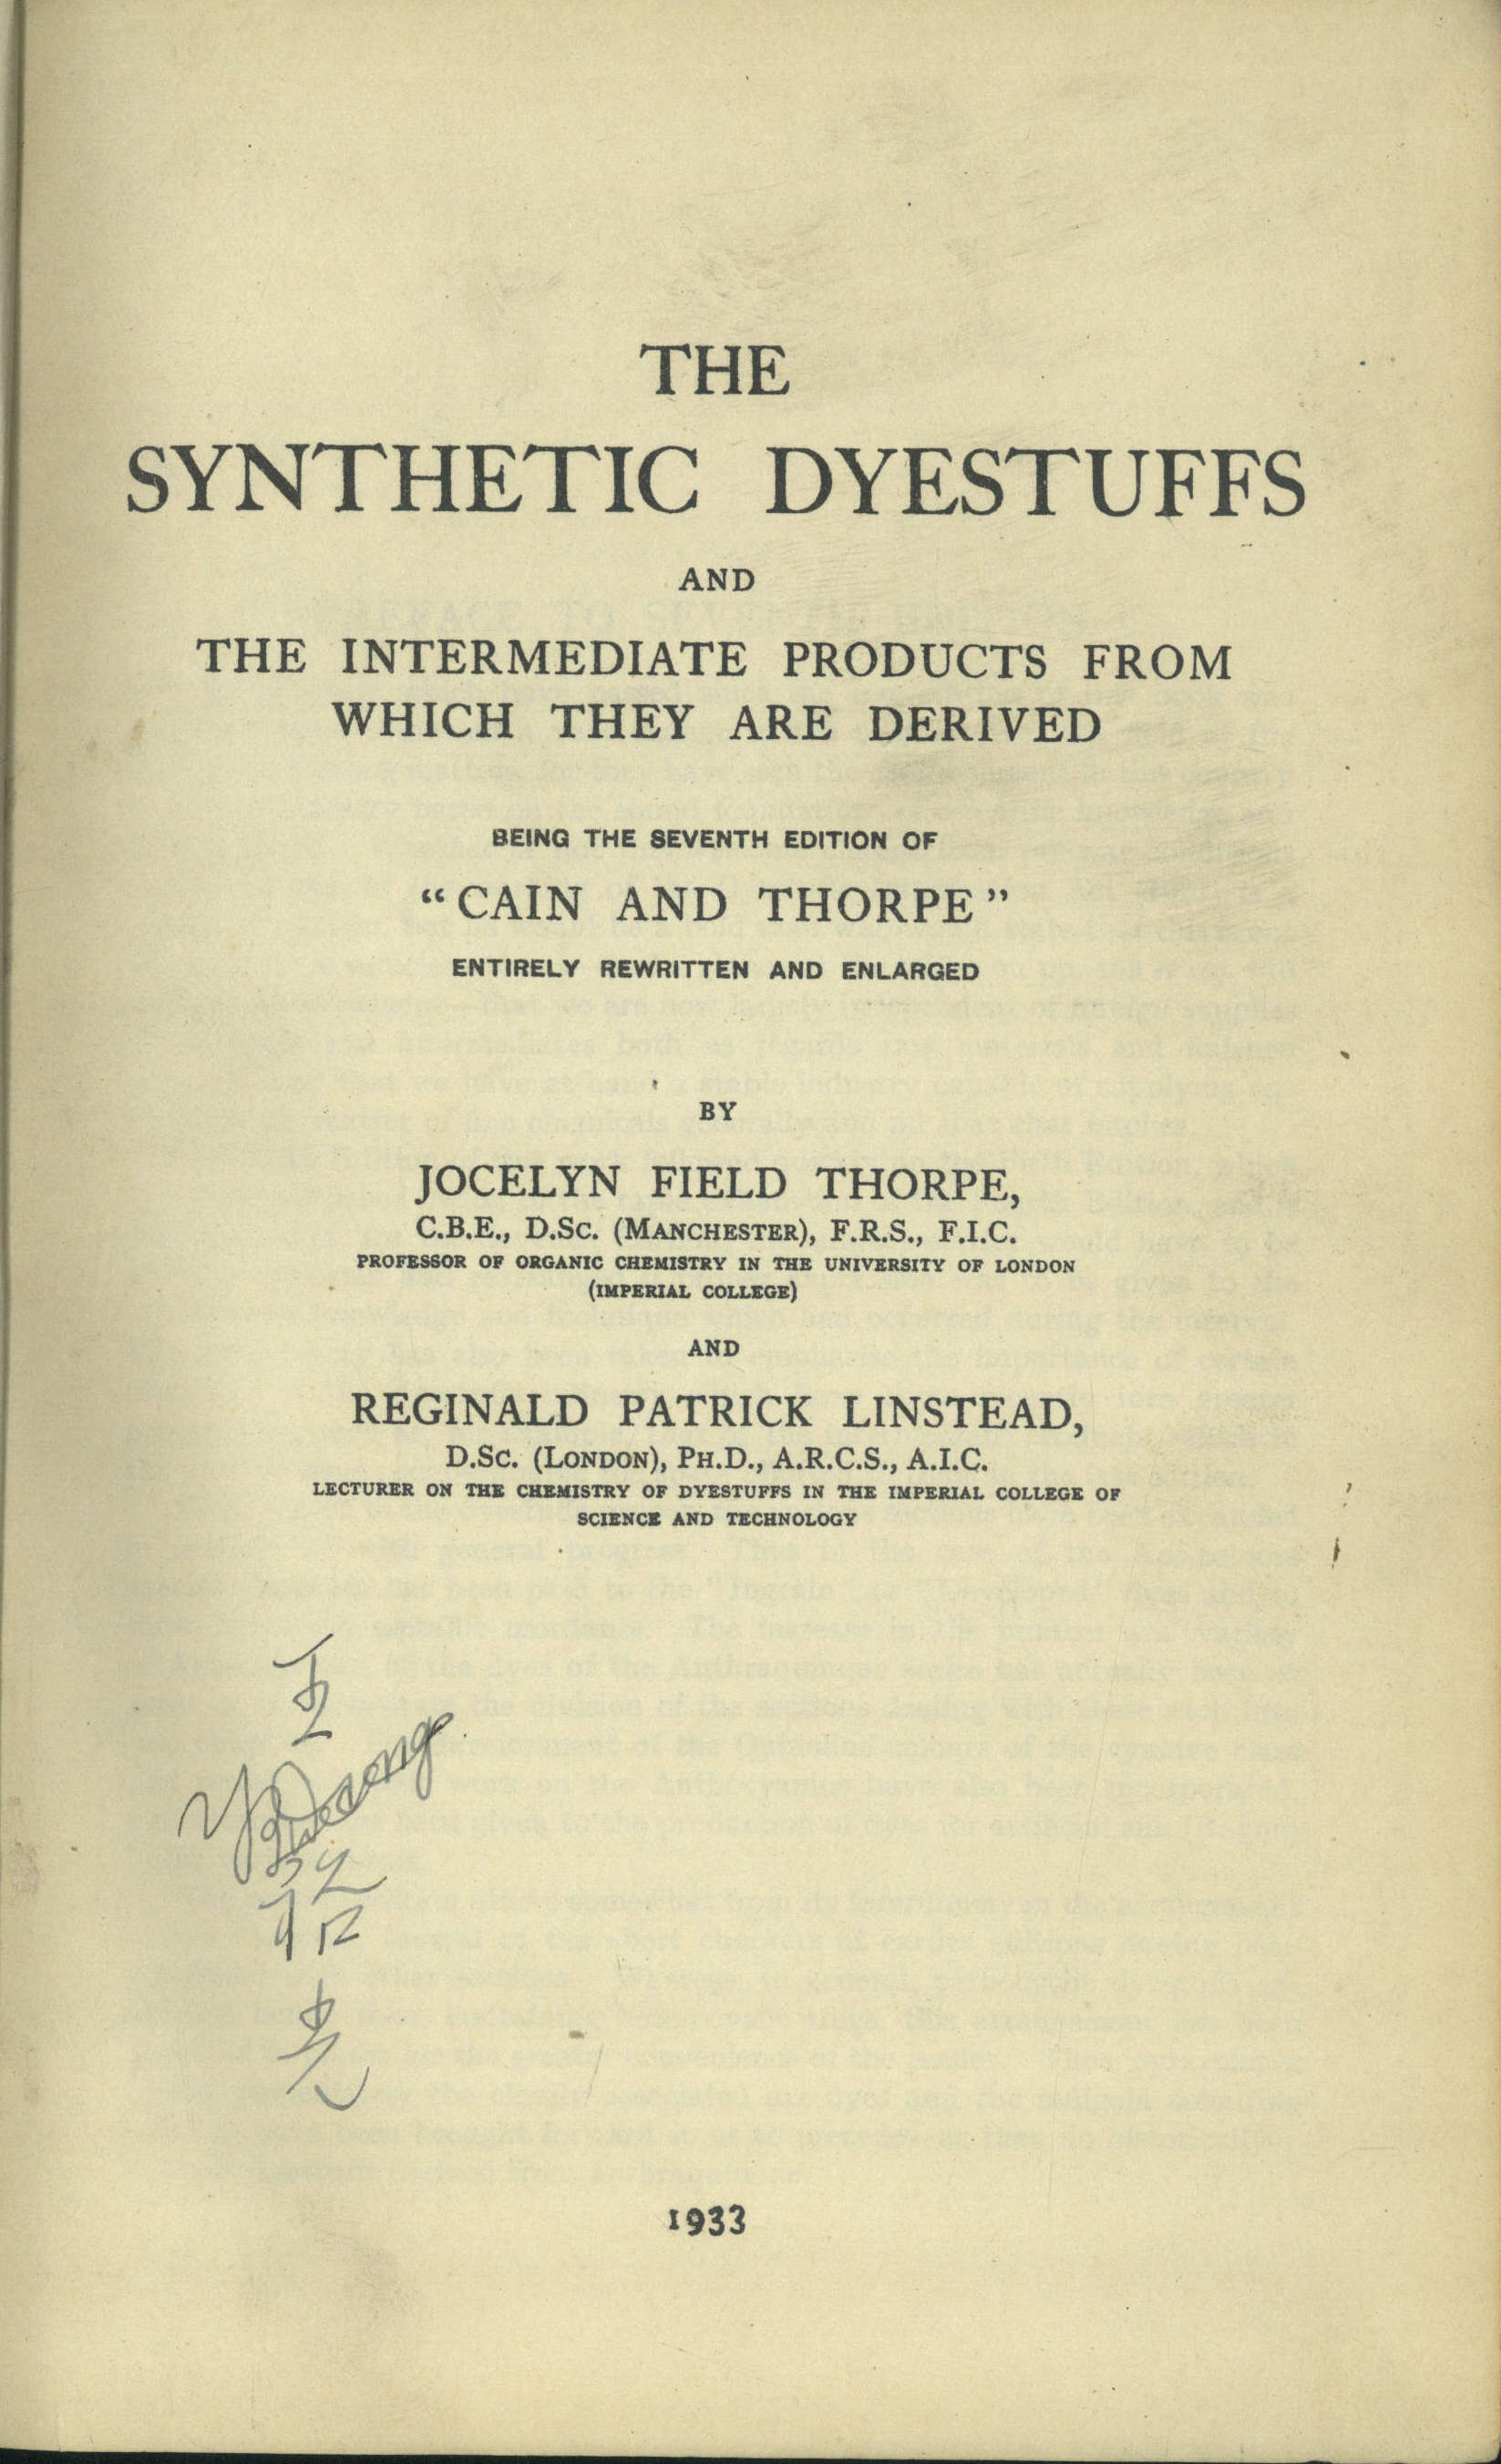 THE
SYNTHETIC DYESTUFFS
AND
THE INTERMEDIATE PRODUCTS FROM
WHICH THEY ARE DERIVED
BEING THE SEVENTH EDITION OF
“CAIN AND THORPE”
ENTIRELY REWRITTEN AND ENLARGED
BY
JOCELYN FIELD THORPE,
C.B.E., D.SC. (MANCHESTER), F.R.S., F.I.C.
PROFESSOR OF ORGANIC CHEMISTRY IN THE UNIVERSITY OF LONDON
(IMPERIAL COLLEGE)
AND
REGINALD PATRICK LINSTEAD,
D.SC. (LONDON), PH.D., A.R.C.S., A.I.C.
LECTURER ON THE CHEMISTRY OF DYESTUFFS IN THE IMPERIAL COLLEGE OF
SCIENCE AND TECHNOLOGY
王
光
1933